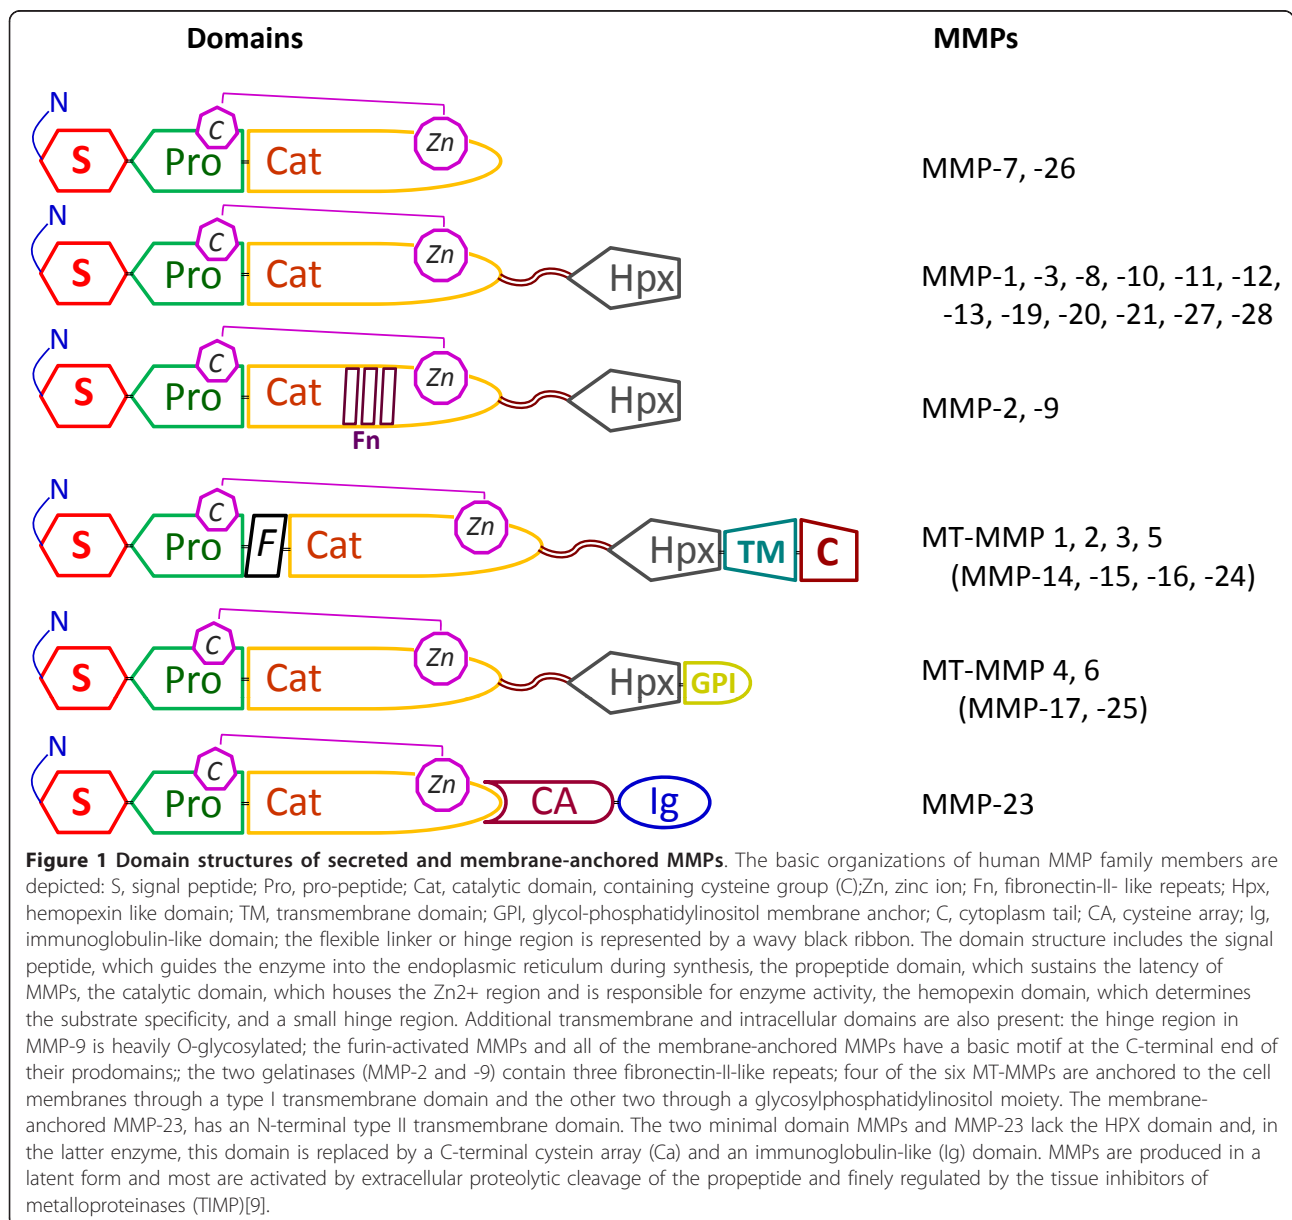 Domains MMPs
N
S Pro C Cat Zn
MMP-7, -26
N
S Pro C Cat Zn Hpx
MMP-1, -3, -8, -10, -11, -12,
-13, -19, -20, -21, -27, -28
N
S Pro C Cat Zn Hpx
Fn
MMP-2, -9
N
S Pro C F Cat Zn Hpx TM C
MT-MMP 1, 2, 3, 5
(MMP-14, -15, -16, -24)
N
S Pro C Cat Zn Hpx GPI
MT-MMP 4, 6
(MMP-17, -25)
N
S Pro C Cat Zn CA Ig
MMP-23
Figure 1 Domain structures of secreted and membrane-anchored MMPs. The basic organizations of human MMP family members are
depicted: S, signal peptide; Pro, pro-peptide; Cat, catalytic domain, containing cysteine group (C);Zn, zinc ion; Fn, fibronectin-II- like repeats; Hpx,
hemopexin like domain; TM, transmembrane domain; GPI, glycol-phosphatidylinositol membrane anchor; C, cytoplasm tail; CA, cysteine array; Ig,
immunoglobulin-like domain; the flexible linker or hinge region is represented by a wavy black ribbon. The domain structure includes the signal
peptide, which guides the enzyme into the endoplasmic reticulum during synthesis, the propeptide domain, which sustains the latency of
MMPs, the catalytic domain, which houses the Zn2+ region and is responsible for enzyme activity, the hemopexin domain, which determines
the substrate specificity, and a small hinge region. Additional transmembrane and intracellular domains are also present: the hinge region in
MMP-9 is heavily O-glycosylated; the furin-activated MMPs and all of the membrane-anchored MMPs have a basic motif at the C-terminal end of
their prodomains;; the two gelatinases (MMP-2 and -9) contain three fibronectin-II-like repeats; four of the six MT-MMPs are anchored to the cell
membranes through a type I transmembrane domain and the other two through a glycosylphosphatidylinositol moiety. The membrane-
anchored MMP-23, has an N-terminal type II transmembrane domain. The two minimal domain MMPs and MMP-23 lack the HPX domain and, in
the latter enzyme, this domain is replaced by a C-terminal cystein array (Ca) and an immunoglobulin-like (Ig) domain. MMPs are produced in a
latent form and most are activated by extracellular proteolytic cleavage of the propeptide and finely regulated by the tissue inhibitors of
metalloproteinases (TIMP)[9].